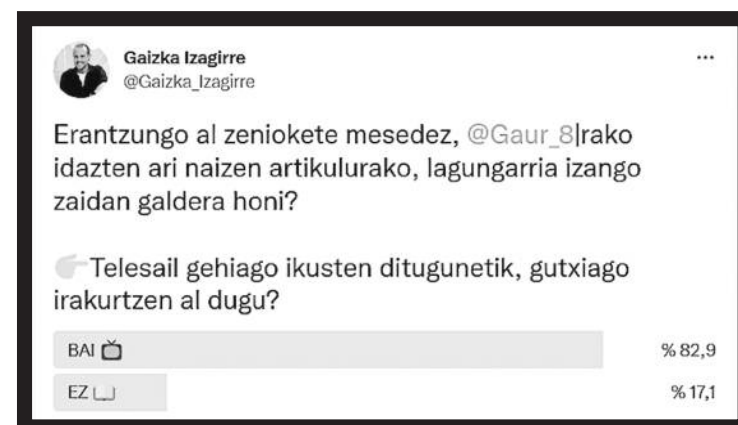 Gaizka Izagirre
@Gaizka_Izagirre
Erantzungo al zeniokete mesedez, @Gaur_8|rako
idazten ari naizen artikulurako, lagungarria izango
zaidan galdera honi?
👉Telesail gehiago ikusten ditugunetik, gutxiago
irakurtzen al dugu?
BAI 📺 % 82,9
EZ 📖 % 17,1